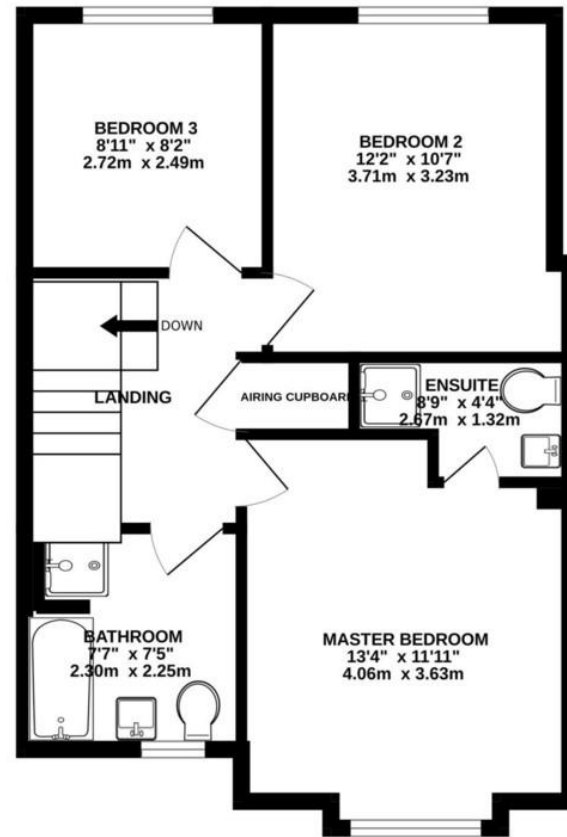 BEDROOM 3
8'11" x 8'2"
2.72m x 2.49m
BEDROOM 2
12'2" x 10'7"
3.71m x 3.23m
DOWN
LANDING
AIRING CUPBOARD
ENSUITE
8'9" x 4'4"
2.67m x 1.32m
BATHROOM
7'7" x 7'5"
2.30m x 2.25m
MASTER BEDROOM
13'4" x 11'11"
4.06m x 3.63m